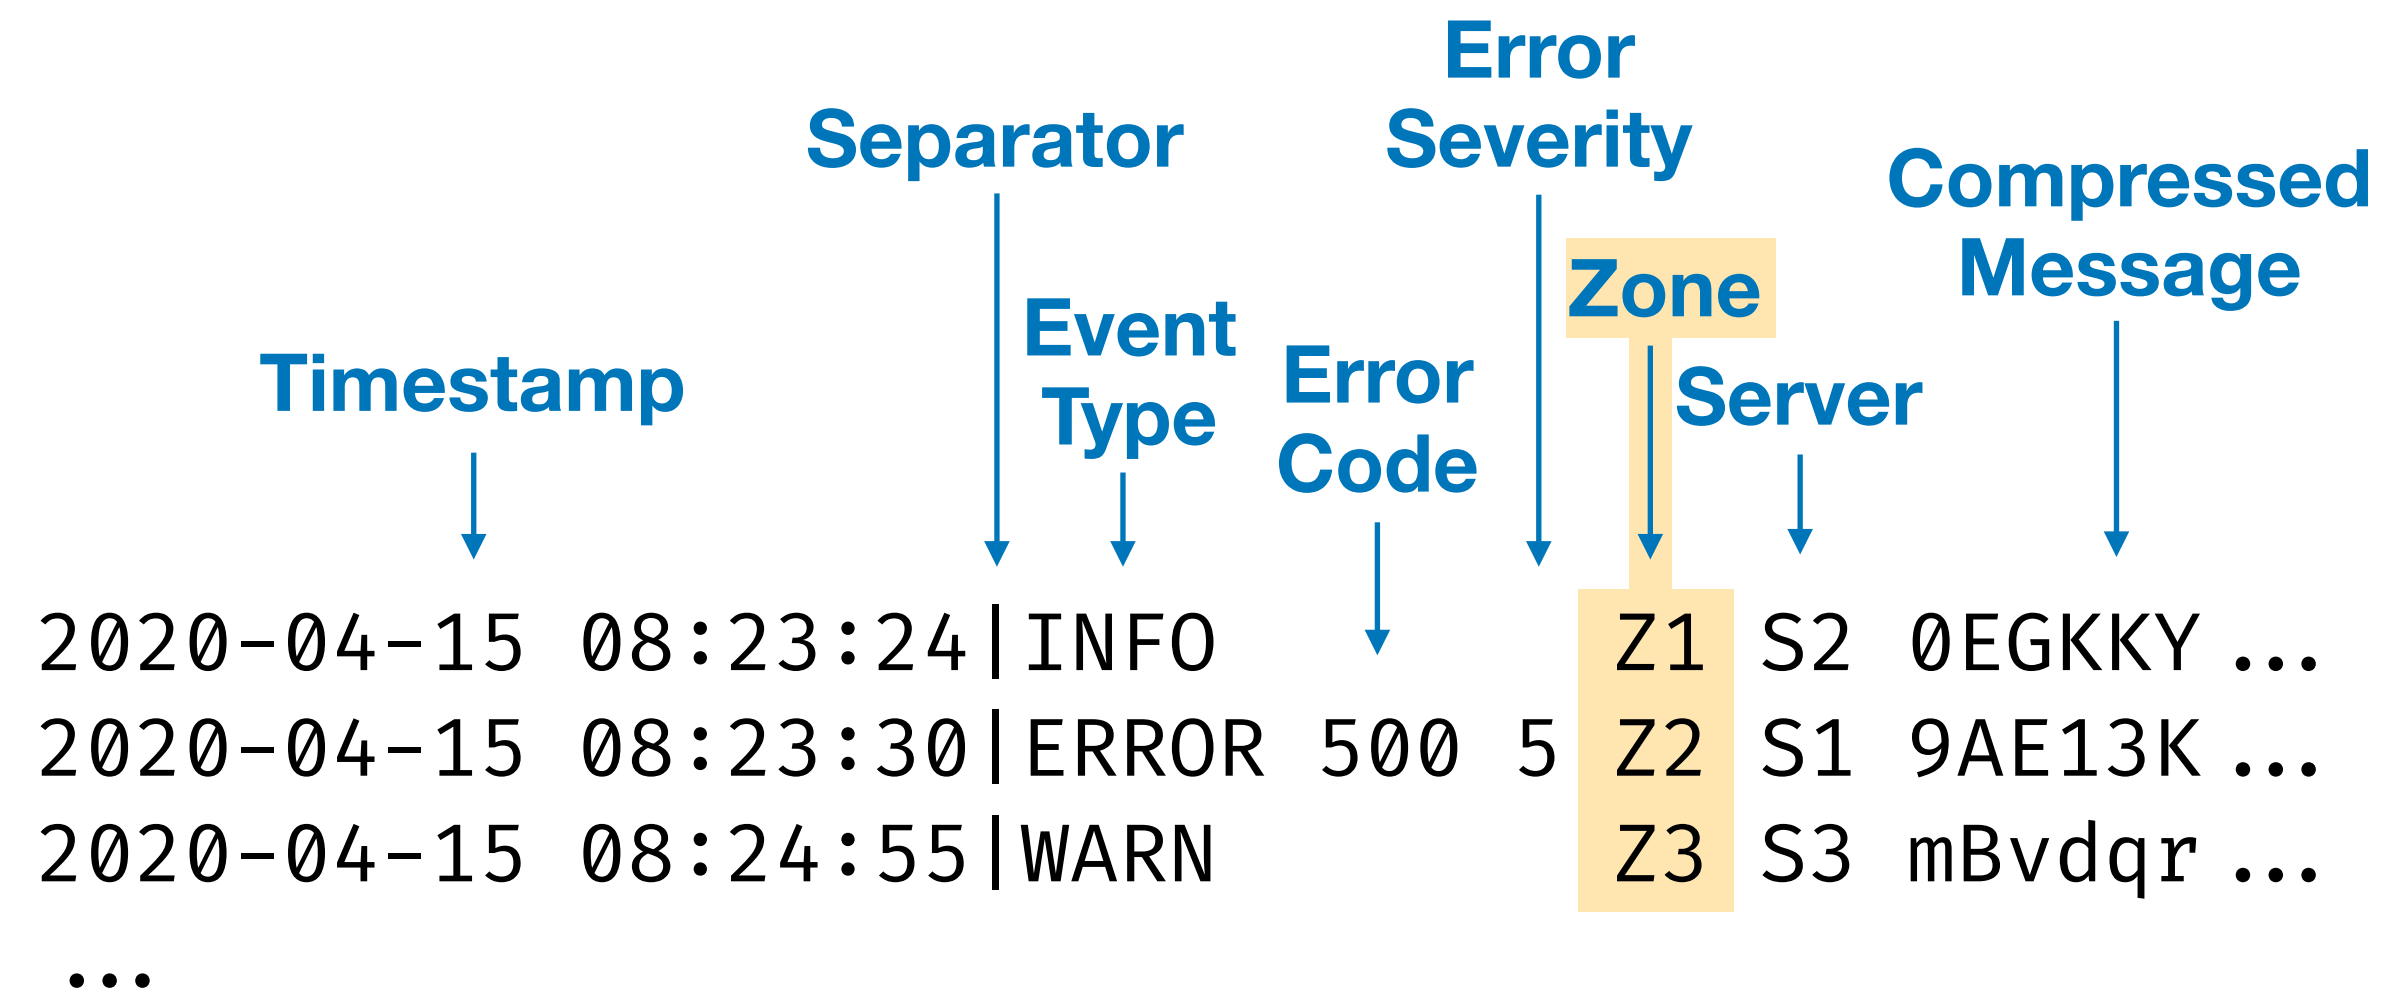 Error
Severity
Separator
Compressed
Message
Zone
Event
Type
Error
Code
Timestamp
Server
2020-04-15 08:23:24|INFO Z1 S2 0EGKKY...
2020-04-15 08:23:30|ERROR 500 5 Z2 S1 9AE13K...
2020-04-15 08:24:55|WARN Z3 S3 mBvdqr...
...